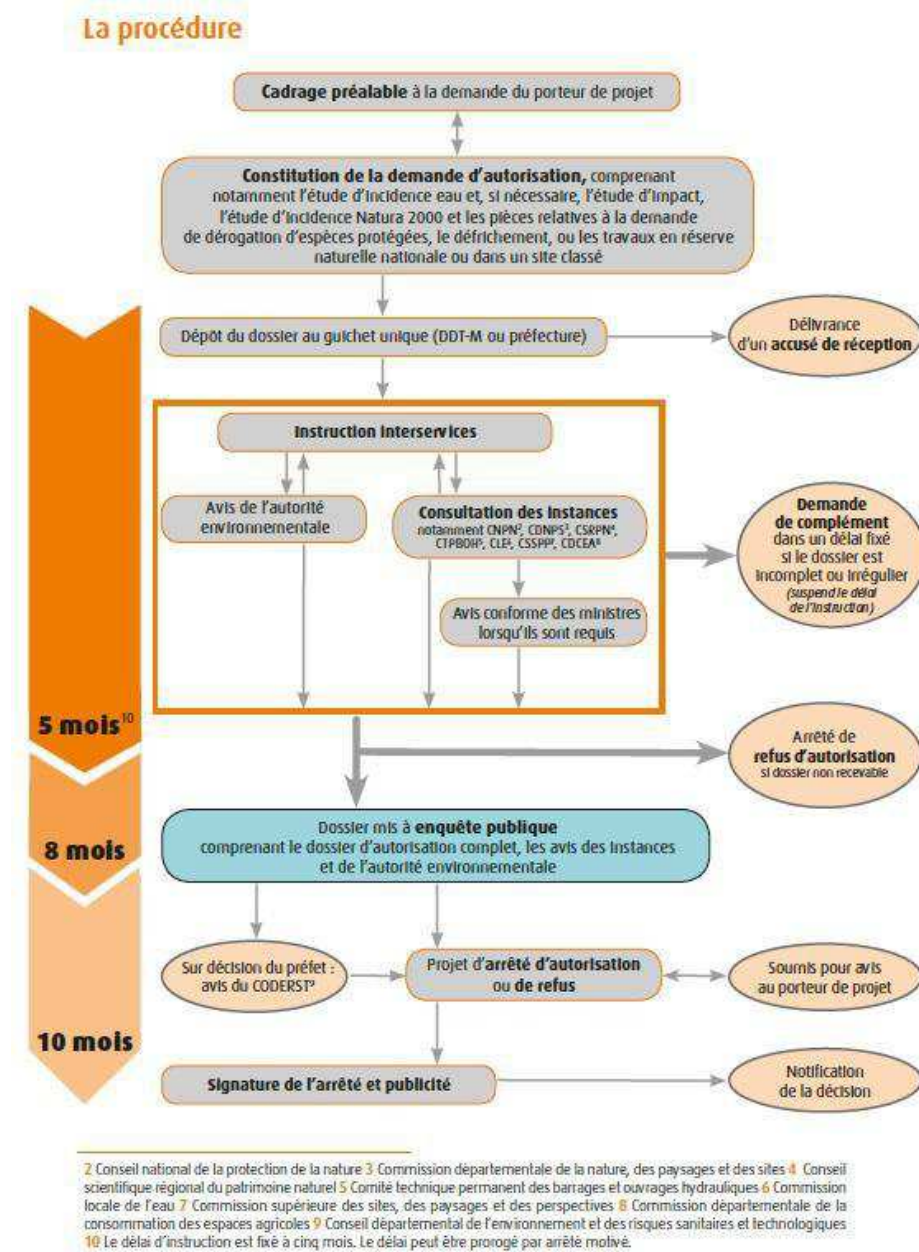 La procédure
Cadrage préalable à la demande du porteur de projet
Constitution de la demande d'autorisation, comprenant
notamment l'étude d'incidence eau et, si nécessaire, l'étude d'impact,
l'étude d'incidence Natura 2000 et les pièces relatives à la demande
de dérogation d'espèces protégées, le défrichement, ou les travaux en réserve
naturelle nationale ou dans un site classé
Dépôt du dossier au guichet unique (DDT-M ou préfecture)
Délivrance
d'un accusé de réception
Instruction interservices
Avis de l'autorité
environnementale
Consultation des instances
notamment CNPN², CDNPS³, CSRPN⁴,
CTPBOH⁵, CLE⁶, CSSPP⁷, CDCEA⁸
Avis conforme des ministres
lorsqu'ils sont requis
Demande
de complément
dans un délai fixé
si le dossier est
incomplet ou irrégulier
(suspend le délai
de l'instruction)
5 mois¹⁰
Arrêté de
refus d'autorisation
si dossier non recevable
8 mois
Dossier mis à enquête publique
comprenant le dossier d'autorisation complet, les avis des instances
et de l'autorité environnementale
Sur décision du préfet :
avis du CODERST⁹
Projet d'arrêté d'autorisation
ou de refus
Soumis pour avis
au porteur de projet
10 mois
Signature de l'arrêté et publicité
Notification
de la décision
2 Conseil national de la protection de la nature 3 Commission départementale de la nature, des paysages et des sites 4 Conseil
scientifique régional du patrimoine naturel 5 Comité technique permanent des barrages et ouvrages hydrauliques 6 Commission
locale de l'eau 7 Commission supérieure des sites, des paysages et des perspectives 8 Commission départementale de la
consommation des espaces agricoles 9 Conseil départemental de l'environnement et des risques sanitaires et technologiques
10 Le délai d'instruction est fixé à cinq mois. Le délai peut être prorogé par arrêté motivé.